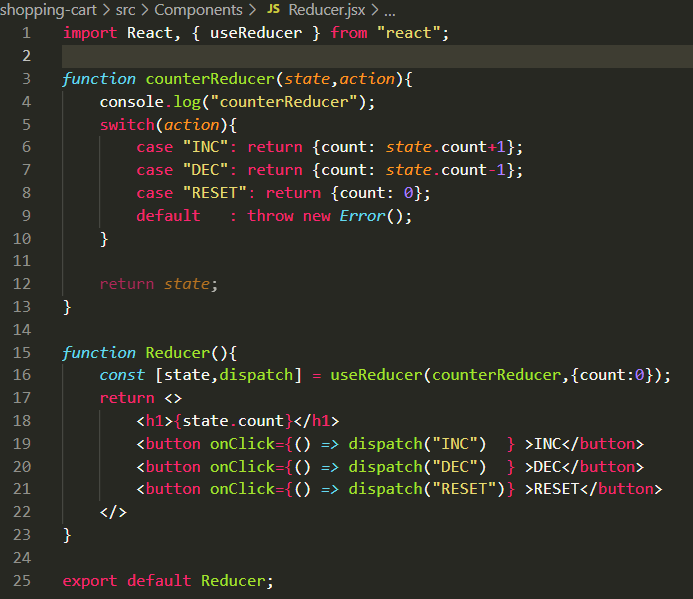 shopping-cart > src > Components > JS Reducer.jsx > ...
1 import React, { useReducer } from "react";
2
3 function counterReducer(state,action){
4     console.log("counterReducer");
5     switch(action){
6         case "INC": return {count: state.count+1};
7         case "DEC": return {count: state.count-1};
8         case "RESET": return {count: 0};
9         default   : throw new Error();
10     }
11
12     return state;
13 }
14
15 function Reducer(){
16     const [state,dispatch] = useReducer(counterReducer,{count:0});
17     return <>
18         <h1>{state.count}</h1>
19         <button onClick={() => dispatch("INC")  } >INC</button>
20         <button onClick={() => dispatch("DEC")  } >DEC</button>
21         <button onClick={() => dispatch("RESET")} >RESET</button>
22     </>
23 }
24
25 export default Reducer;